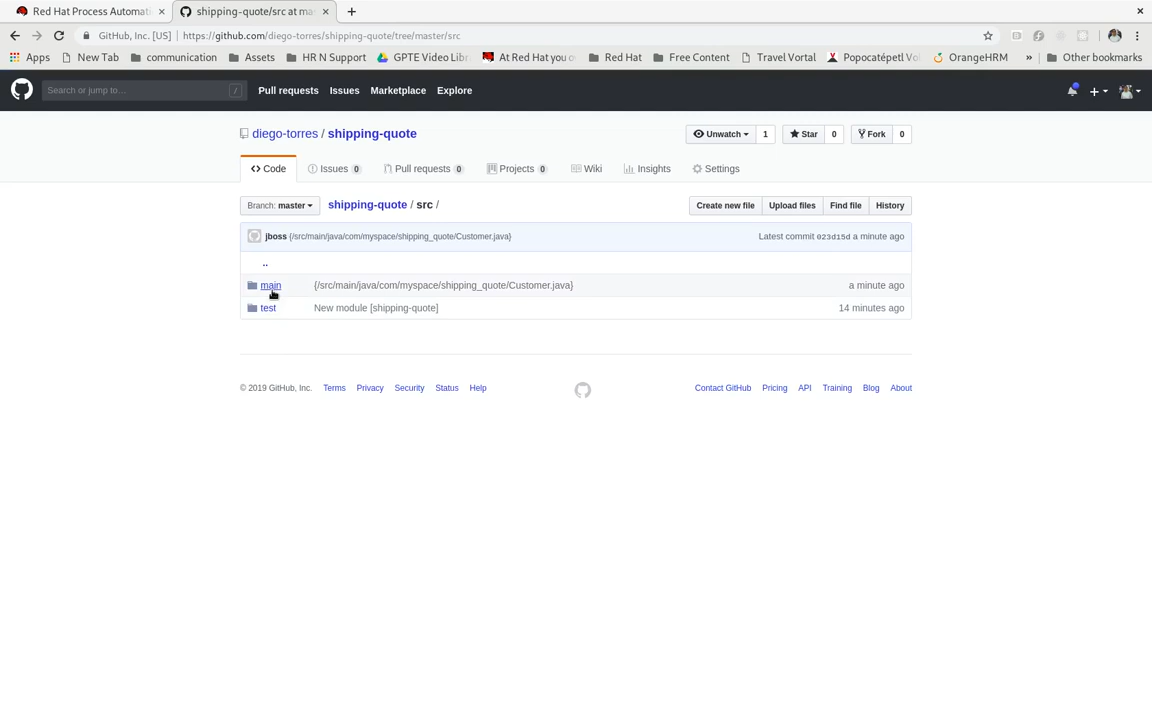 Red Hat Process Automati
shipping-quote/src at mas
GitHub, Inc. [US] | https://github.com/diego-torres/shipping-quote/tree/master/src
Apps New Tab communication Assets HR N Support GPTE Video Libr At Red Hat you o Red Hat Free Content Travel Vortal Popocatépetl Vol OrangeHRM » Other bookmarks
Search or jump to… / Pull requests Issues Marketplace Explore
diego-torres / shipping-quote
Unwatch 1 Star 0 Fork 0
Code Issues 0 Pull requests 0 Projects 0 Wiki Insights Settings
Branch: master shipping-quote / src / Create new file Upload files Find file History
jboss {/src/main/java/com/myspace/shipping_quote/Customer.java} Latest commit 023d15d a minute ago
..
main {/src/main/java/com/myspace/shipping_quote/Customer.java} a minute ago
test New module [shipping-quote] 14 minutes ago
© 2019 GitHub, Inc. Terms Privacy Security Status Help Contact GitHub Pricing API Training Blog About